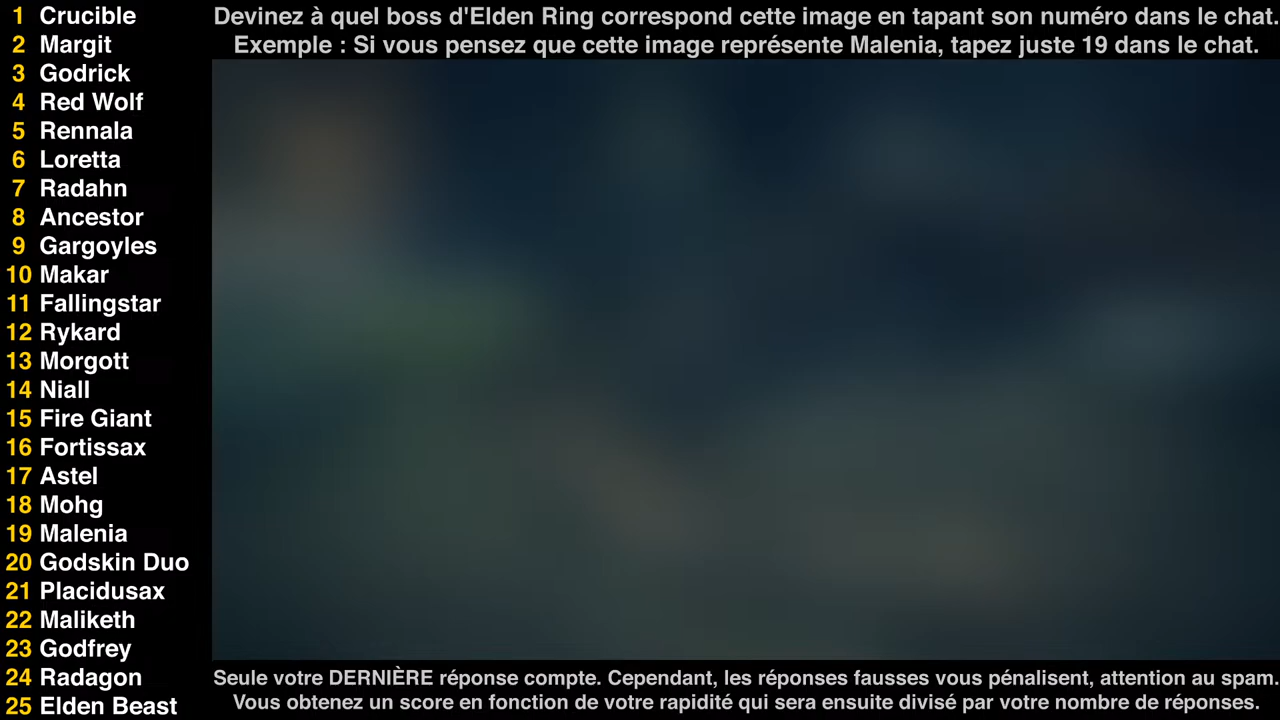 Devinez à quel boss d'Elden Ring correspond cette image en tapant son numéro dans le chat.
Exemple : Si vous pensez que cette image représente Malenia, tapez juste 19 dans le chat.
1 Crucible
2 Margit
3 Godrick
4 Red Wolf
5 Rennala
6 Loretta
7 Radahn
8 Ancestor
9 Gargoyles
10 Makar
11 Fallingstar
12 Rykard
13 Morgott
14 Niall
15 Fire Giant
16 Fortissax
17 Astel
18 Mohg
19 Malenia
20 Godskin Duo
21 Placidusax
22 Maliketh
23 Godfrey
24 Radagon
25 Elden Beast
Seule votre DERNIÈRE réponse compte. Cependant, les réponses fausses vous pénalisent, attention au spam.
Vous obtenez un score en fonction de votre rapidité qui sera ensuite divisé par votre nombre de réponses.